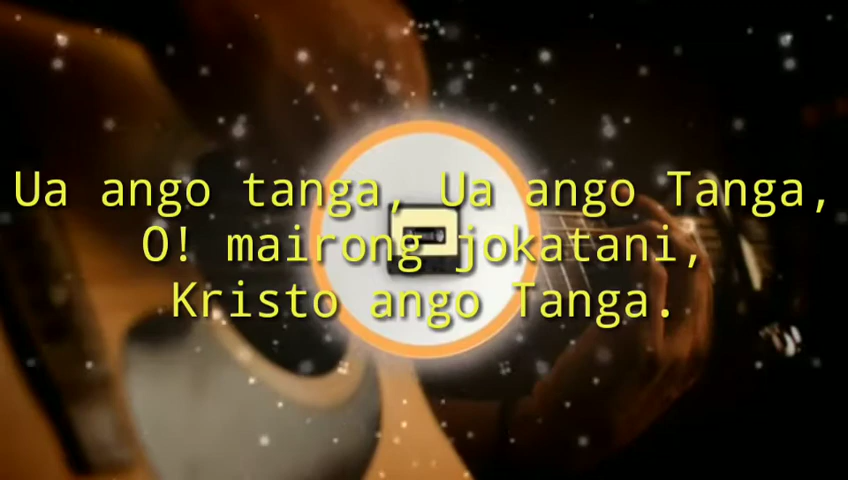 Ua ango tanga, Ua ango Tanga,
O! mairong jokatani,
Kristo ango Tanga.